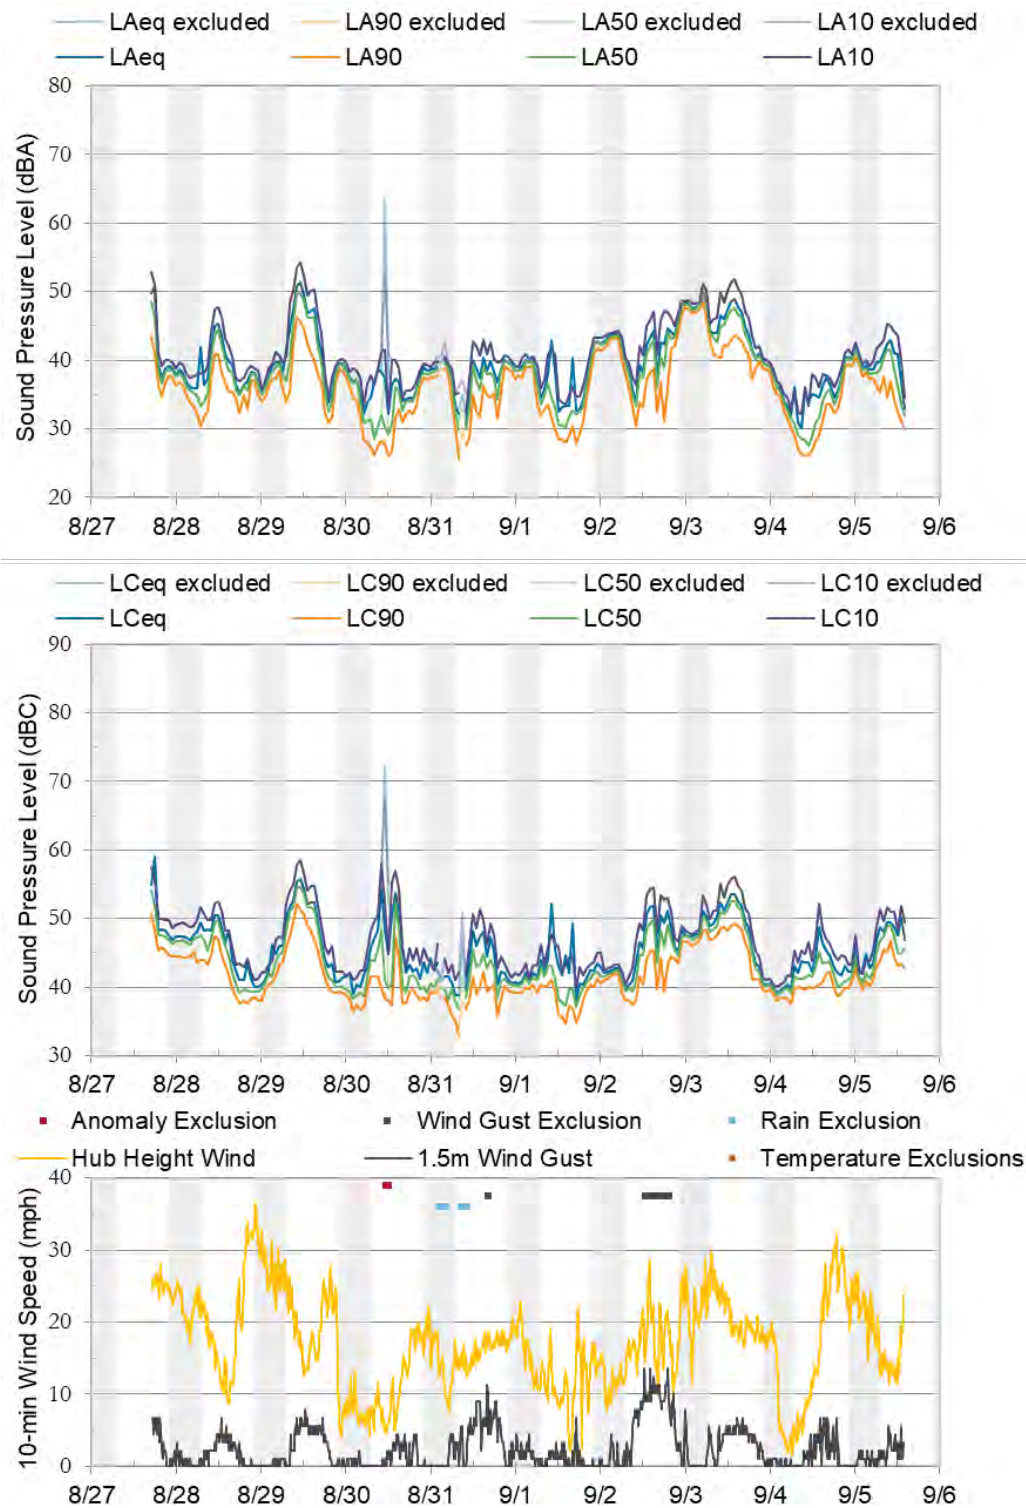 LAeq excluded LA90 excluded LA50 excluded LA10 excluded
LAeq LA90 LA50 LA10
Sound Pressure Level (dBA)
80
70
60
50
40
30
20
8/27 8/28 8/29 8/30 8/31 9/1 9/2 9/3 9/4 9/5 9/6
LCeq excluded LC90 excluded LC50 excluded LC10 excluded
LCeq LC90 LC50 LC10
Sound Pressure Level (dBC)
90
80
70
60
50
40
30
8/27 8/28 8/29 8/30 8/31 9/1 9/2 9/3 9/4 9/5 9/6
Anomaly Exclusion Wind Gust Exclusion Rain Exclusion
Hub Height Wind 1.5m Wind Gust Temperature Exclusions
10-min Wind Speed (mph)
40
30
20
10
0
8/27 8/28 8/29 8/30 8/31 9/1 9/2 9/3 9/4 9/5 9/6